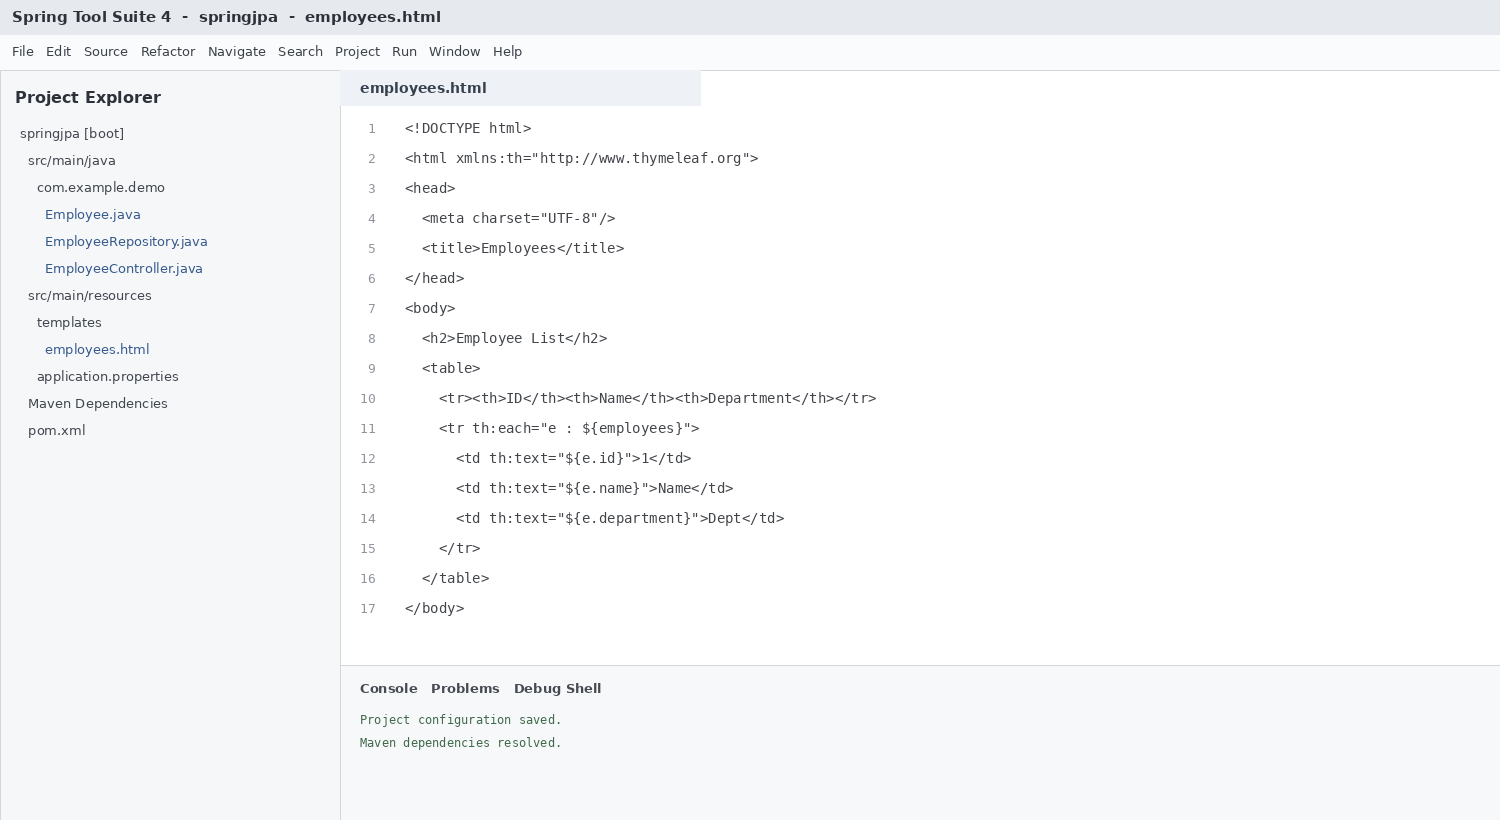 Spring Tool Suite 4 - springjpa - employees.html
File Edit Source Refactor Navigate Search Project Run Window Help
Project Explorer
springjpa [boot]
src/main/java
com.example.demo
Employee.java
EmployeeRepository.java
EmployeeController.java
src/main/resources
templates
employees.html
application.properties
Maven Dependencies
pom.xml
employees.html
1 <!DOCTYPE html>
2 <html xmlns:th="http://www.thymeleaf.org">
3 <head>
4   <meta charset="UTF-8"/>
5   <title>Employees</title>
6 </head>
7 <body>
8   <h2>Employee List</h2>
9   <table>
10     <tr><th>ID</th><th>Name</th><th>Department</th></tr>
11     <tr th:each="e : ${employees}">
12       <td th:text="${e.id}">1</td>
13       <td th:text="${e.name}">Name</td>
14       <td th:text="${e.department}">Dept</td>
15     </tr>
16   </table>
17 </body>
Console Problems Debug Shell
Project configuration saved.
Maven dependencies resolved.